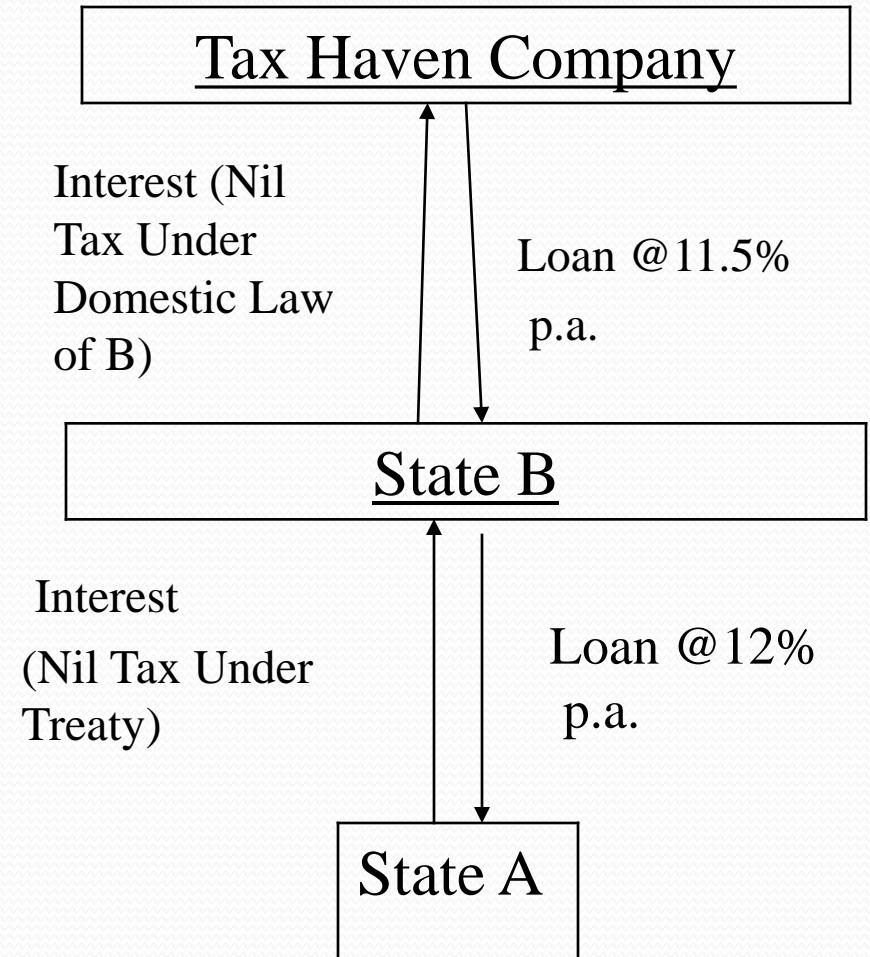 Tax Haven Company
Interest (Nil
Tax Under
Domestic Law
of B)
Loan @11.5%
p.a.
State B
Interest
(Nil Tax Under
Treaty)
Loan @12%
p.a.
State A